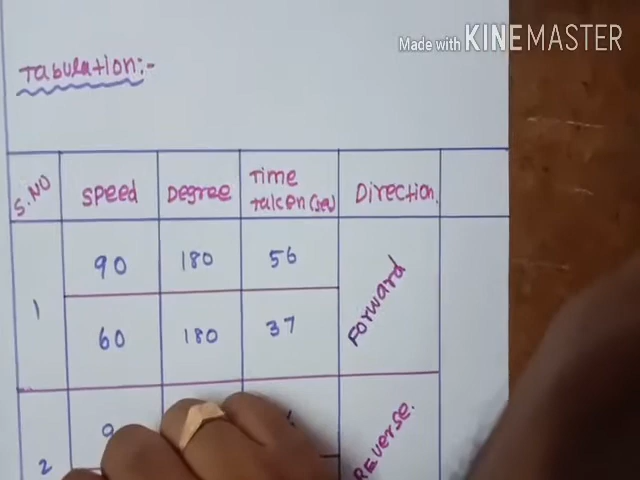 Made with KINEMASTER
Tabulation:-
S.NO Speed Degree Time Taken(sec) Direction.
1 90 180 56 Forward
60 180 37
2 9 Reverse.